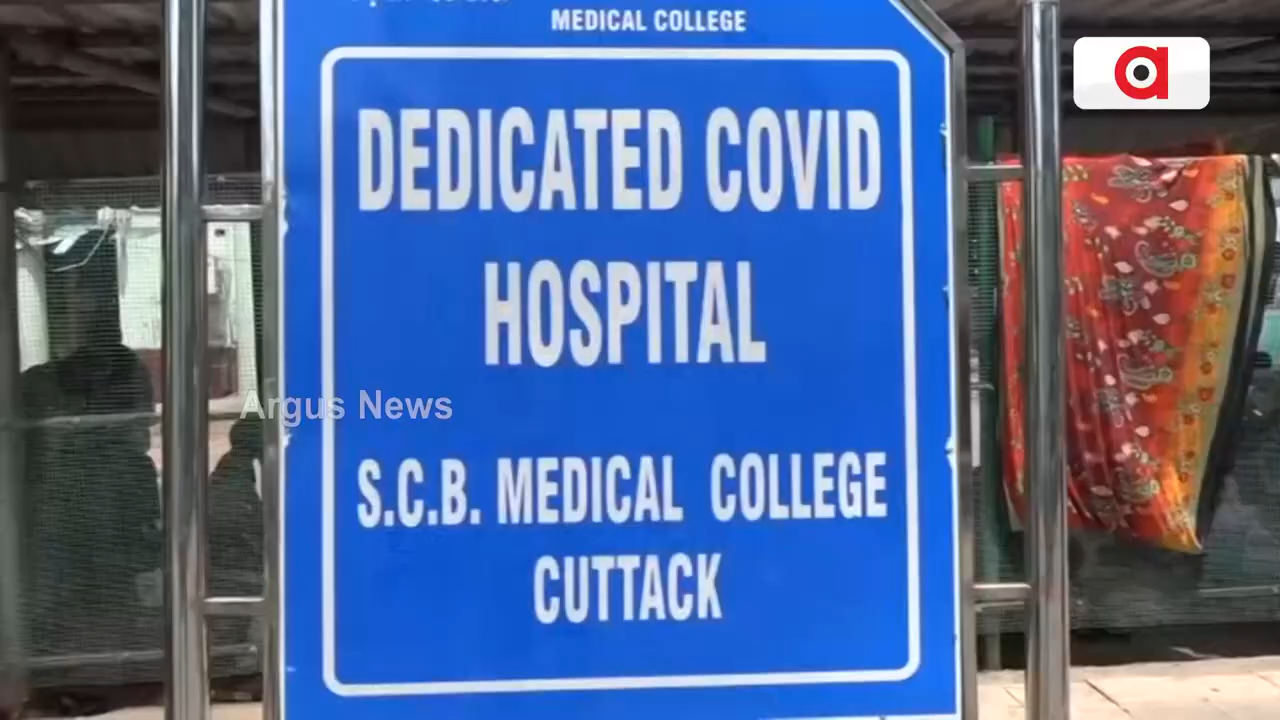 MEDICAL COLLEGE
DEDICATED COVID
HOSPITAL
Argus News
S.C.B. MEDICAL COLLEGE
CUTTACK